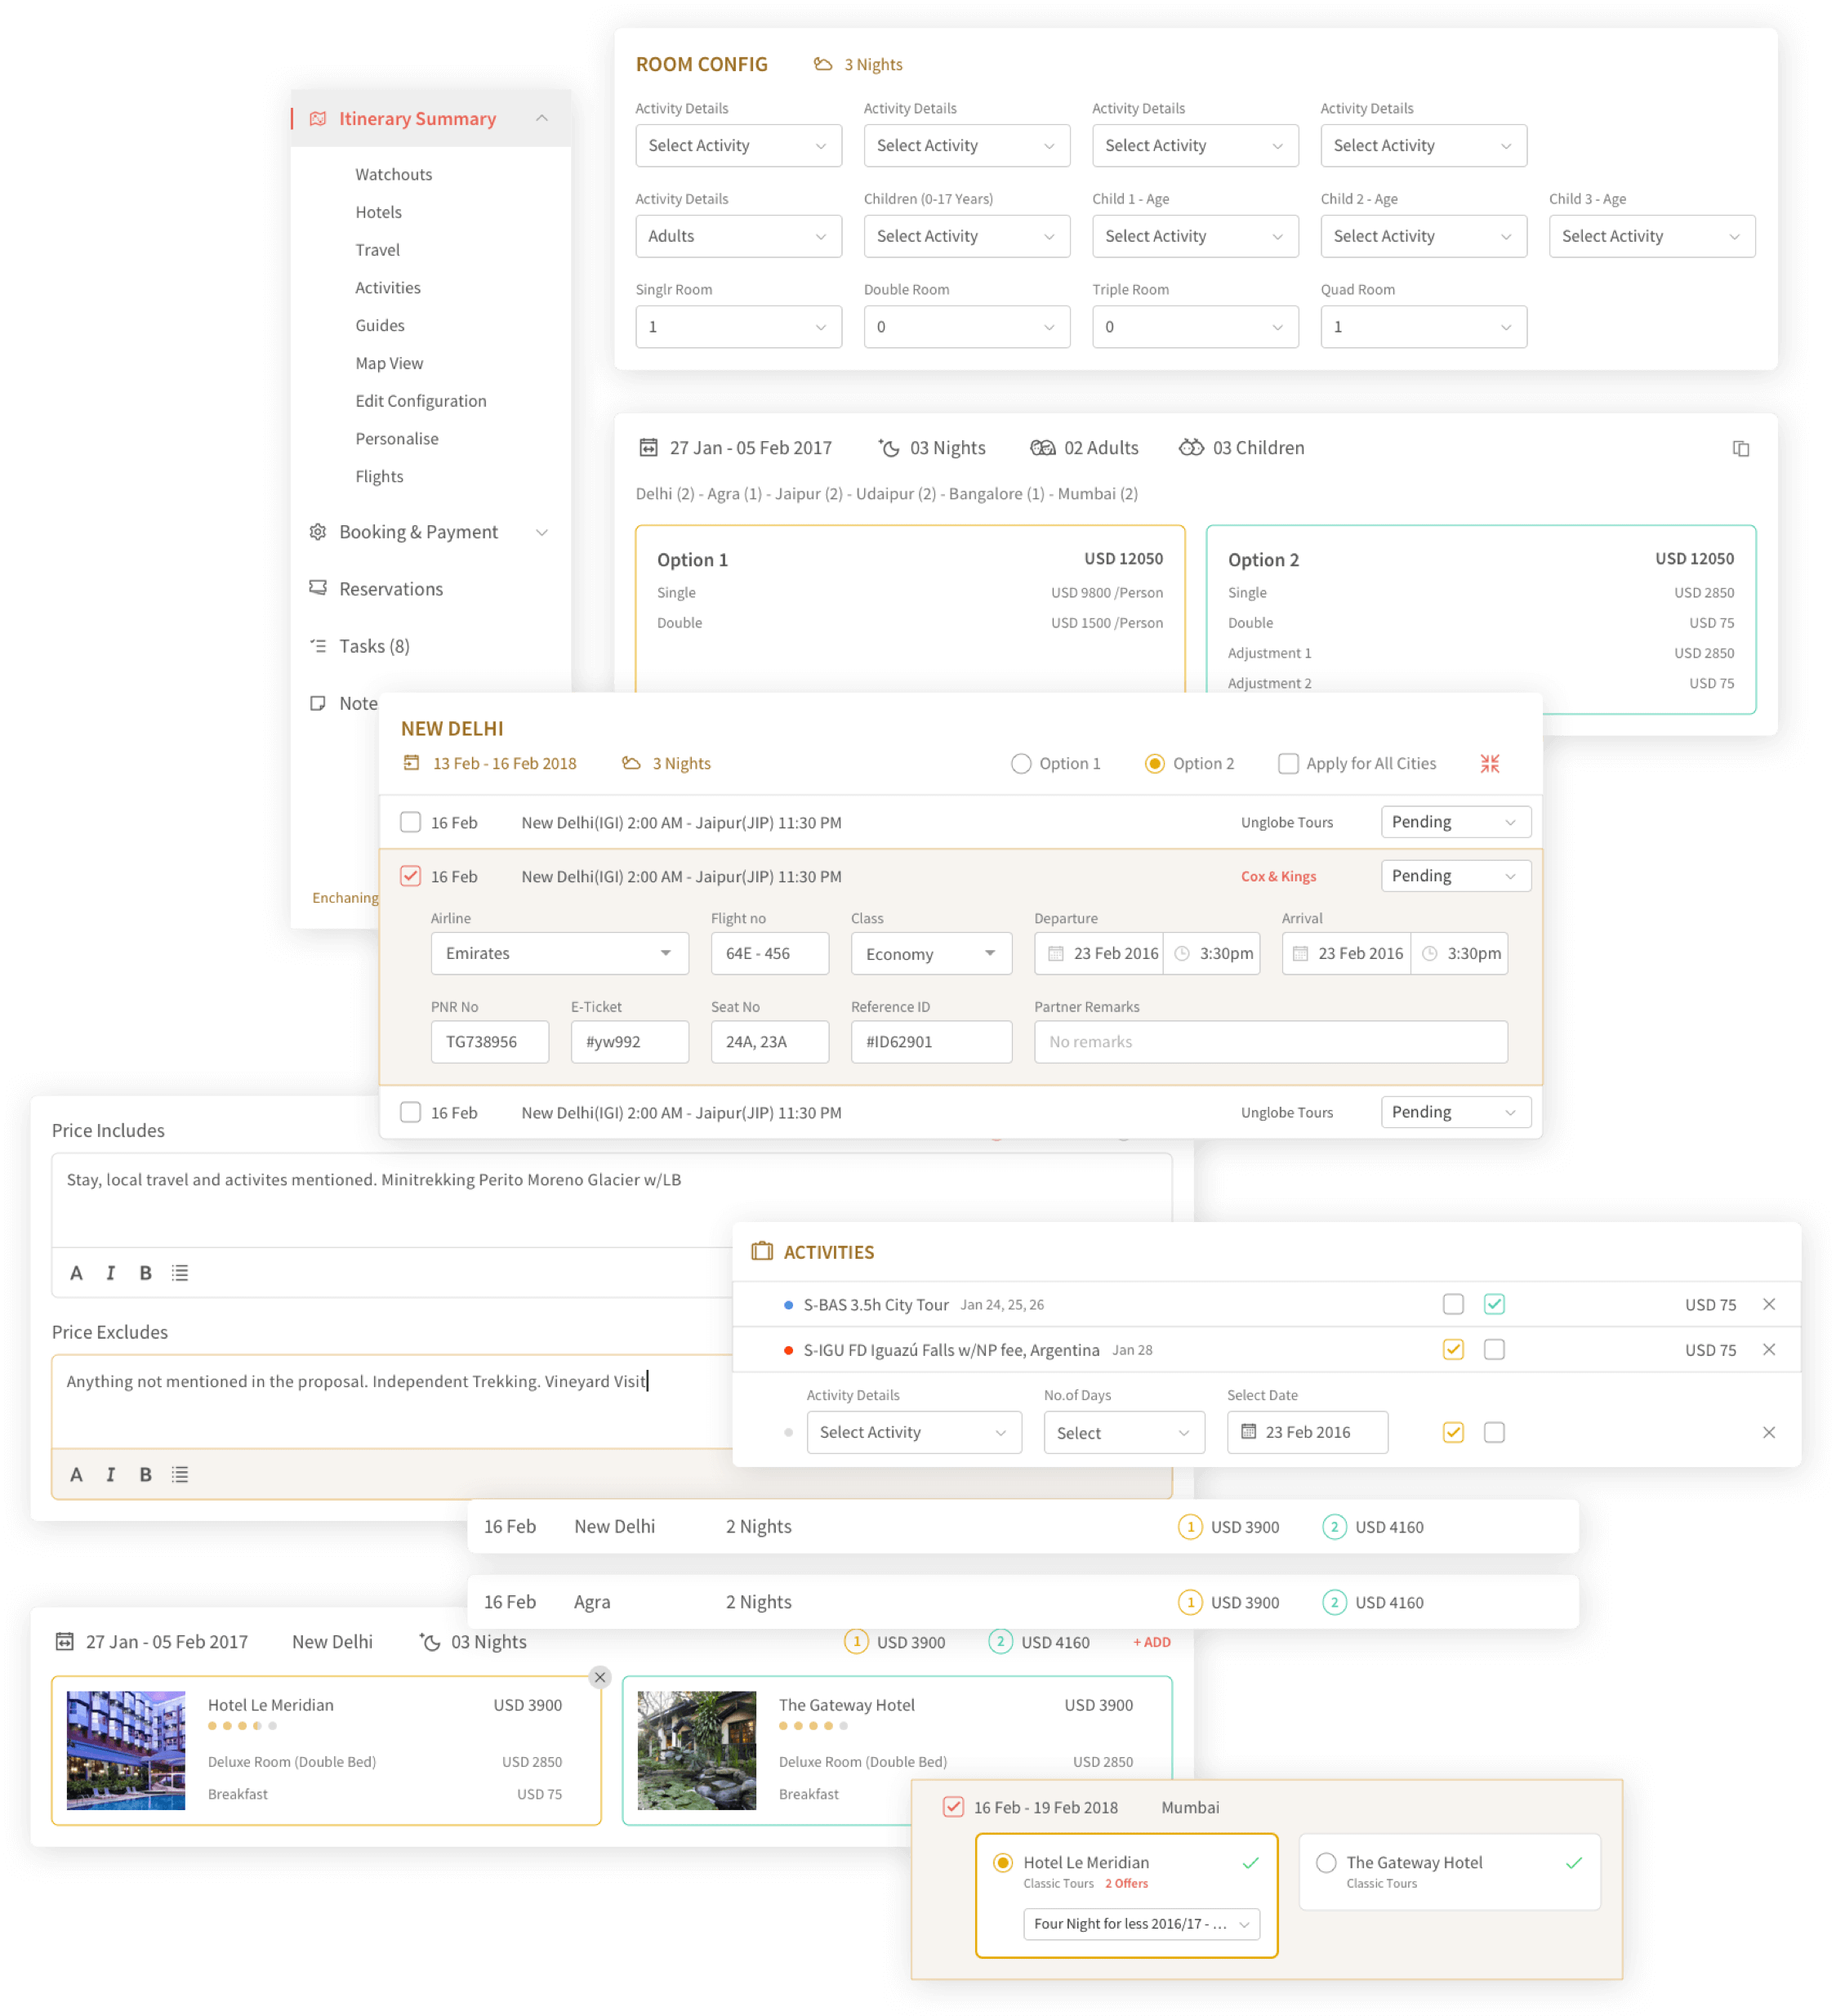 ROOM CONFIG 3 Nights
Activity Details Activity Details Activity Details Activity Details
Select Activity Select Activity Select Activity Select Activity
Activity Details Children (0-17 Years) Child 1 - Age Child 2 - Age Child 3 - Age
Adults Select Activity Select Activity Select Activity Select Activity
Singlr Room Double Room Triple Room Quad Room
1 0 0 1
Itinerary Summary
Watchouts
Hotels
Travel
Activities
Guides
Map View
Edit Configuration
Personalise
Flights
Booking & Payment
Reservations
Tasks (8)
Note
Enchaning
27 Jan - 05 Feb 2017 03 Nights 02 Adults 03 Children
Delhi (2) - Agra (1) - Jaipur (2) - Udaipur (2) - Bangalore (1) - Mumbai (2)
Option 1 USD 12050
Single USD 9800 /Person
Double USD 1500 /Person
Option 2 USD 12050
Single USD 2850
Double USD 75
Adjustment 1 USD 2850
Adjustment 2 USD 75
NEW DELHI
13 Feb - 16 Feb 2018 3 Nights Option 1 Option 2 Apply for All Cities
16 Feb New Delhi(IGI) 2:00 AM - Jaipur(JIP) 11:30 PM Unglobe Tours Pending
16 Feb New Delhi(IGI) 2:00 AM - Jaipur(JIP) 11:30 PM Cox & Kings Pending
Airline Flight no Class Departure Arrival
Emirates 64E - 456 Economy 23 Feb 2016 3:30pm 23 Feb 2016 3:30pm
PNR No E-Ticket Seat No Reference ID Partner Remarks
TG738956 #yw992 24A, 23A #ID62901 No remarks
16 Feb New Delhi(IGI) 2:00 AM - Jaipur(JIP) 11:30 PM Unglobe Tours Pending
Price Includes
Stay, local travel and activites mentioned. Minitrekking Perito Moreno Glacier w/LB
A I B
Price Excludes
Anything not mentioned in the proposal. Independent Trekking. Vineyard Visit
A I B
ACTIVITIES
S-BAS 3.5h City Tour Jan 24, 25, 26 USD 75
S-IGU FD Iguazú Falls w/NP fee, Argentina Jan 28 USD 75
Activity Details No.of Days Select Date
Select Activity Select 23 Feb 2016
16 Feb New Delhi 2 Nights 1 USD 3900 2 USD 4160
16 Feb Agra 2 Nights 1 USD 3900 2 USD 4160
27 Jan - 05 Feb 2017 New Delhi 03 Nights 1 USD 3900 2 USD 4160 + ADD
Hotel Le Meridian USD 3900
Deluxe Room (Double Bed) USD 2850
Breakfast USD 75
The Gateway Hotel USD 3900
Deluxe Room (Double Bed) USD 2850
Breakfast
16 Feb - 19 Feb 2018 Mumbai
Hotel Le Meridian
Classic Tours 2 Offers
Four Night for less 2016/17 - ...
The Gateway Hotel
Classic Tours